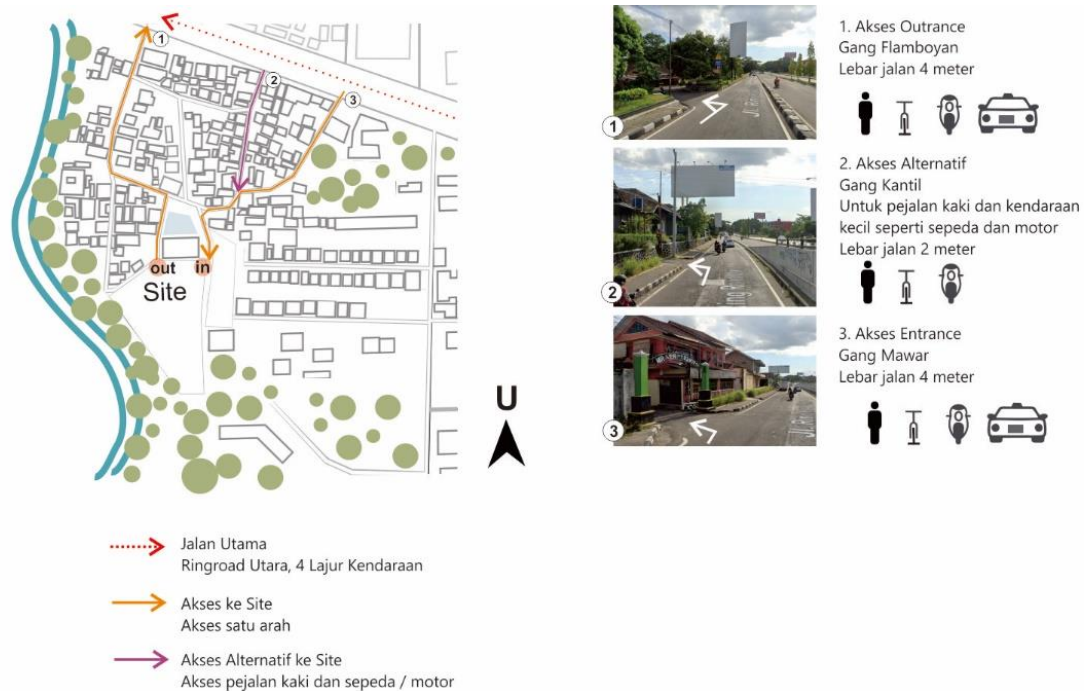 1
2
3
out in
Site
U
Jalan Utama
Ringroad Utara, 4 Lajur Kendaraan
Akses ke Site
Akses satu arah
Akses Alternatif ke Site
Akses pejalan kaki dan sepeda / motor
1
1. Akses Outrance
Gang Flamboyan
Lebar jalan 4 meter
2
2. Akses Alternatif
Gang Kantil
Untuk pejalan kaki dan kendaraan
kecil seperti sepeda dan motor
Lebar jalan 2 meter
3
3. Akses Entrance
Gang Mawar
Lebar jalan 4 meter